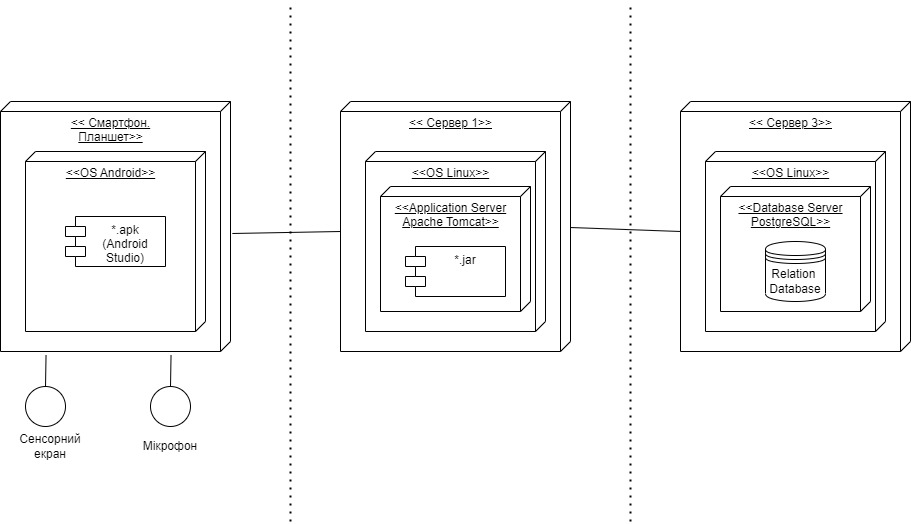 << Смартфон.
Планшет>>
<<OS Android>>
*.apk
(Android
Studio)
Сенсорний
екран
Мікрофон
<< Сервер 1>>
<<OS Linux>>
<<Application Server
Apache Tomcat>>
*.jar
<< Сервер 3>>
<<OS Linux>>
<<Database Server
PostgreSQL>>
Relation
Database